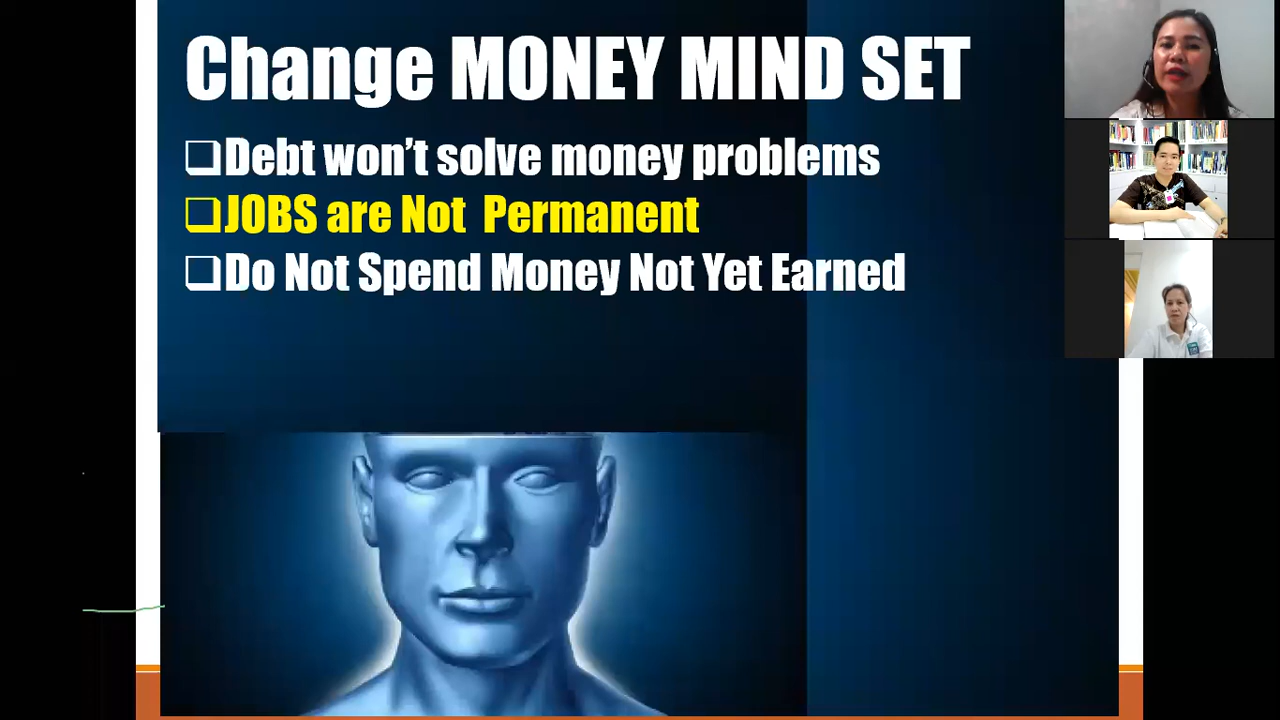 Change MONEY MIND SET
Debt won't solve money problems
JOBS are Not Permanent
Do Not Spend Money Not Yet Earned